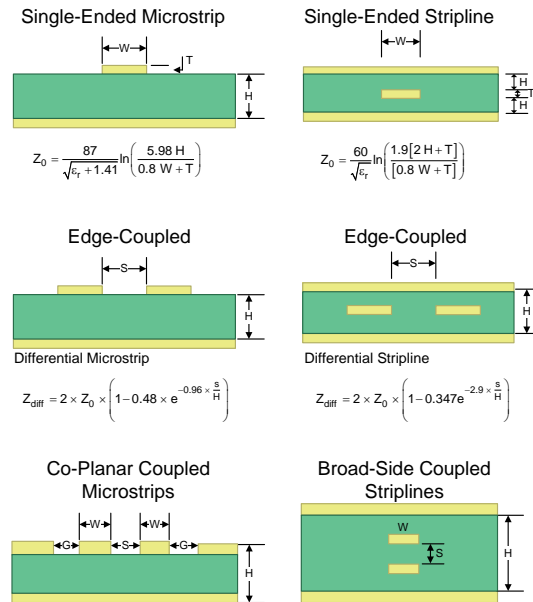 Single-Ended Microstrip
W
T
H
Z0 = 87 / √(εr + 1.41) ln( 5.98 H / 0.8 W + T )
Single-Ended Stripline
W
H
T
H
Z0 = 60 / √εr ln( 1.9[2 H + T] / [0.8 W + T] )
Edge-Coupled
S
H
Differential Microstrip
Zdiff = 2 × Z0 × ( 1 − 0.48 × e^(−0.96 × s/H) )
Edge-Coupled
S
H
Differential Stripline
Zdiff = 2 × Z0 × ( 1 − 0.347e^(−2.9 × s/H) )
Co-Planar Coupled
Microstrips
W W
G S G
H
Broad-Side Coupled
Striplines
W
S
H